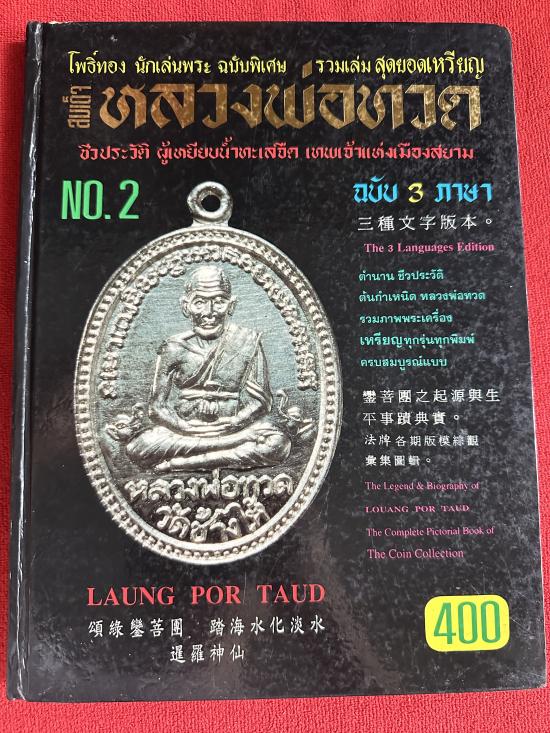 โพธิ์ทอง นักเล่นพระ ฉบับพิเศษ รวมเล่ม สุดยอดเหรียญ
สมเด็จ หลวงพ่อทวด
ชีวประวัติ ผู้เหยียบน้ำทะเลจืด เทพเจ้าแห่งเมืองสยาม
NO. 2
ฉบับ 3 ภาษา
三種文字版本。
The 3 Languages Edition
ตำนาน ชีวประวัติ
ต้นกำเหนิด หลวงพ่อทวด
รวมภาพพระเครื่อง
เหรียญทุกรุ่นทุกพิมพ์
ครบสมบูรณ์แบบ
鑾菩團之起源與生
平事蹟典實。
法牌各期版模綜觀
彙集圖輯。
The Legend & Biography of
LOUANG POR TAUD
The Complete Pictorial Book of
The Coin Collection
หลวงพ่อทวด
วัดช้างไห้
LAUNG POR TAUD
頌綠鑾菩團 踏海水化淡水
暹羅神仙
400